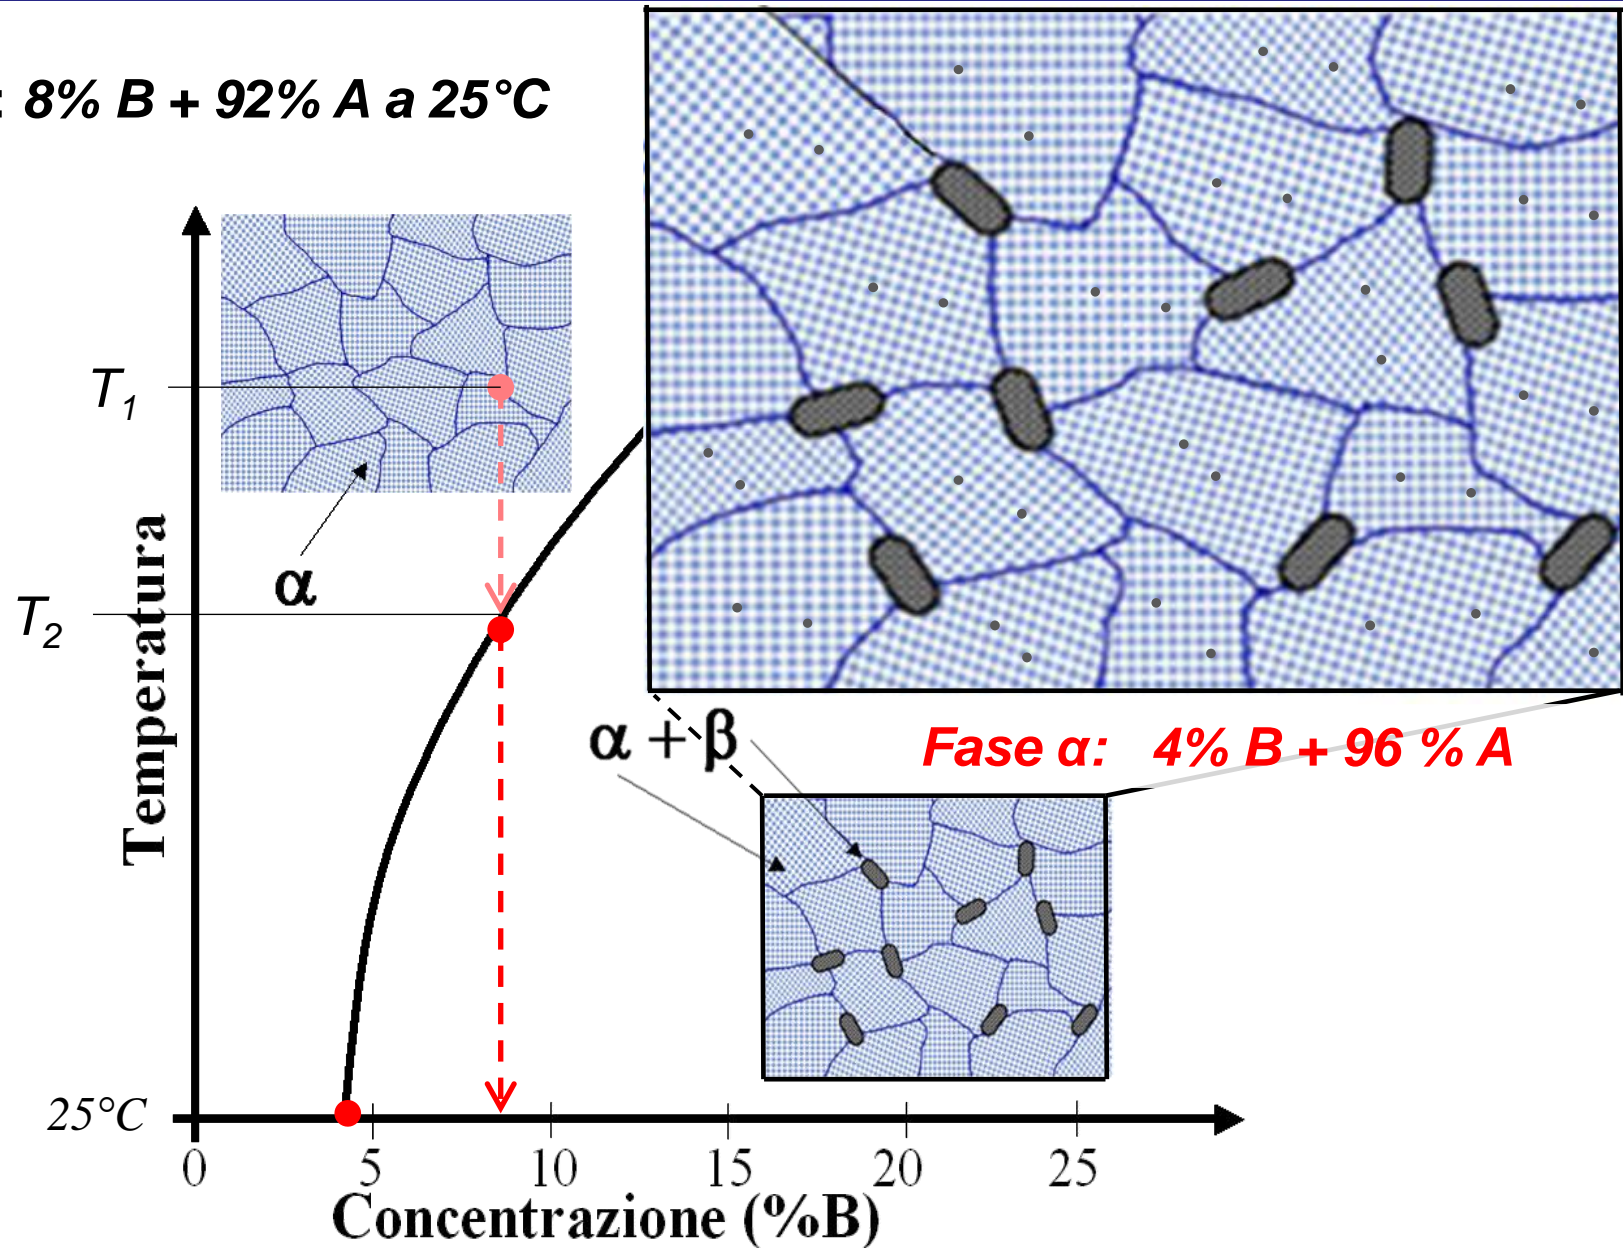 : 8% B + 92% A a 25°C
T1
α
T2
Temperatura
α + β
Fase α: 4% B + 96 % A
25°C
0 5 10 15 20 25
Concentrazione (%B)